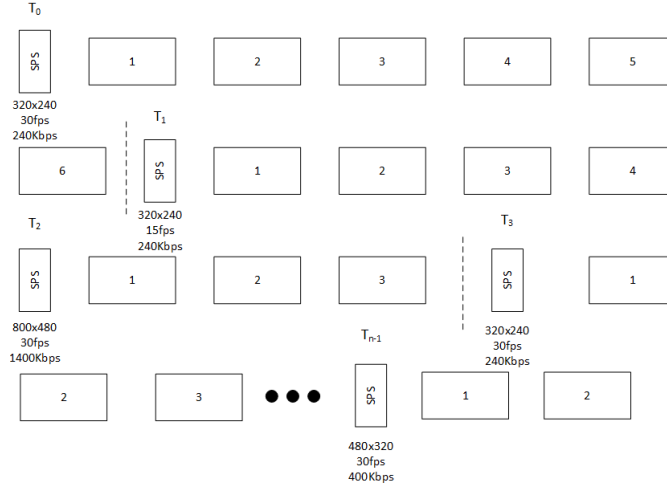 T0
SPS 1 2 3 4 5
320x240
30fps
240Kbps
T1
6 SPS 1 2 3 4
320x240
15fps
240Kbps
T2 T3
SPS 1 2 3 SPS 1
800x480 320x240
30fps 30fps
1400Kbps 240Kbps
Tn-1
2 3 SPS 1 2
480x320
30fps
400Kbps